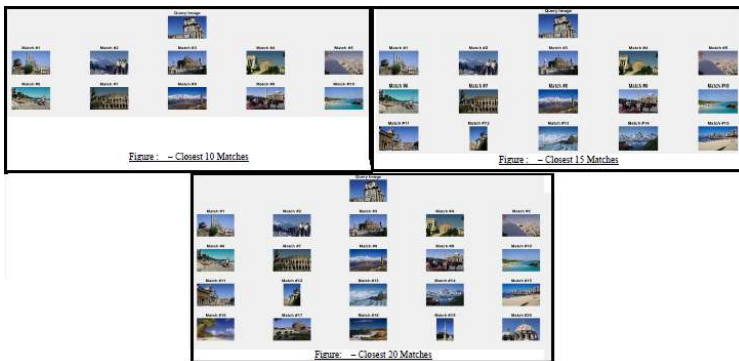 Query Image
Match #1 Match #2 Match #3 Match #4 Match #5
Match #6 Match #7 Match #8 Match #9 Match #10
Figure : – Closest 10 Matches
Query Image
Match #1 Match #2 Match #3 Match #4 Match #5
Match #6 Match #7 Match #8 Match #9 Match #10
Match #11 Match #12 Match #13 Match #14 Match #15
Figure : – Closest 15 Matches
Query Image
Match #1 Match #2 Match #3 Match #4 Match #5
Match #6 Match #7 Match #8 Match #9 Match #10
Match #11 Match #12 Match #13 Match #14 Match #15
Match #16 Match #17 Match #18 Match #19 Match #20
Figure: – Closest 20 Matches